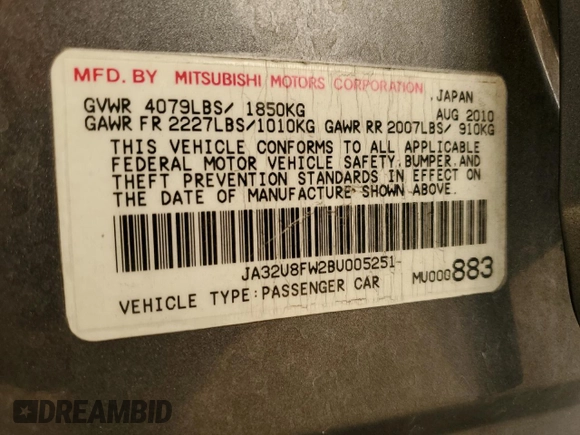 MFD. BY MITSUBISHI MOTORS CORPORATION
,JAPAN
GVWR 4079LBS/ 1850KG AUG 2010
GAWR FR 2227LBS/1010KG GAWR RR 2007LBS/ 910KG
THIS VEHICLE CONFORMS TO ALL APPLICABLE
FEDERAL MOTOR VEHICLE SAFETY,BUMPER,AND
THEFT PREVENTION STANDARDS IN EFFECT ON
THE DATE OF MANUFACTURE SHOWN ABOVE.
JA32U8FW2BU005251-
VEHICLE TYPE:PASSENGER CAR MU000883
DREAMBID